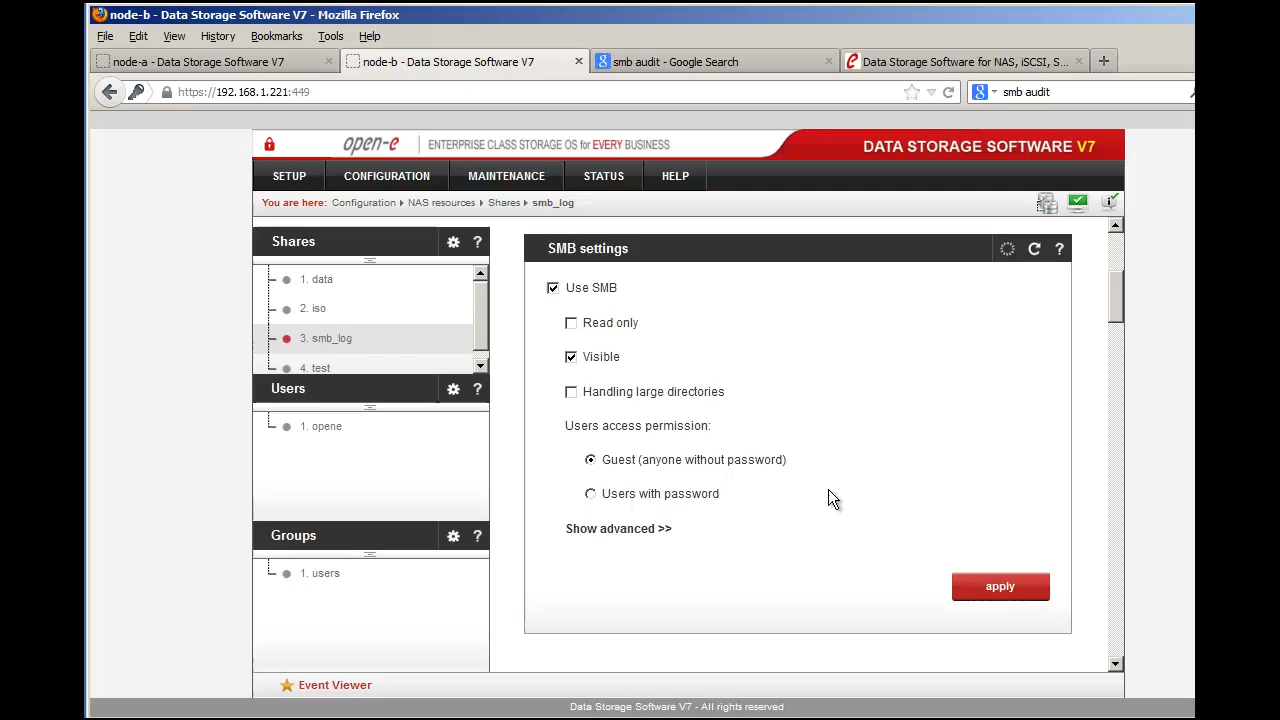 node-b - Data Storage Software V7 - Mozilla Firefox
File Edit View History Bookmarks Tools Help
node-a - Data Storage Software V7 node-b - Data Storage Software V7 smb audit - Google Search Data Storage Software for NAS, iSCSI, S...
https://192.168.1.221:449 smb audit
open-e ENTERPRISE CLASS STORAGE OS for EVERY BUSINESS DATA STORAGE SOFTWARE V7
SETUP CONFIGURATION MAINTENANCE STATUS HELP
You are here: Configuration NAS resources Shares smb_log
Shares ?
1. data
2. iso
3. smb_log
4. test
Users ?
1. opene
Groups ?
1. users
SMB settings ?
Use SMB
Read only
Visible
Handling large directories
Users access permission:
Guest (anyone without password)
Users with password
Show advanced >>
apply
Event Viewer
Data Storage Software V7 - All rights reserved